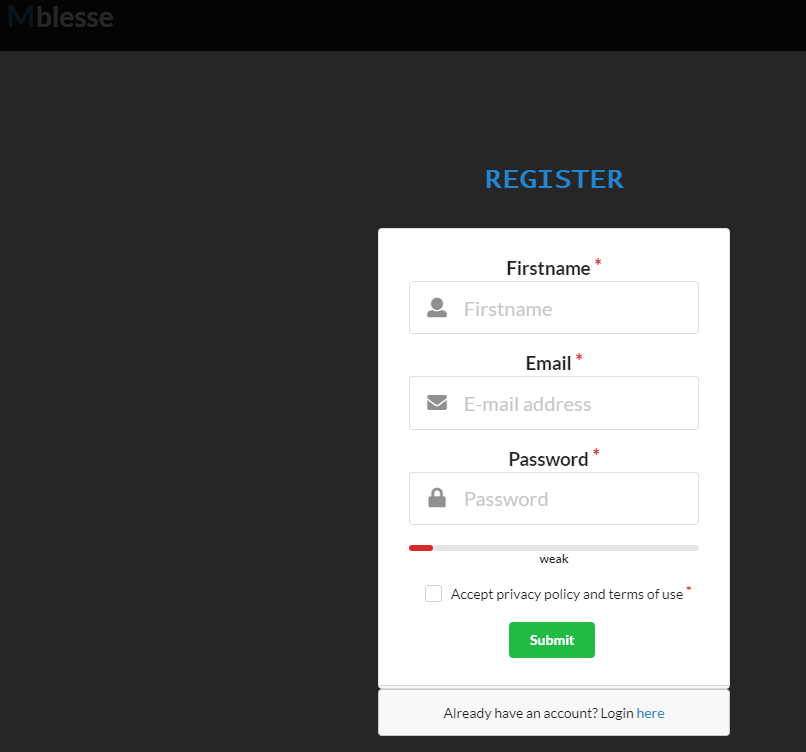 Mblesse
REGISTER
Firstname *
Firstname
Email *
E-mail address
Password *
Password
weak
Accept privacy policy and terms of use *
Submit
Already have an account? Login here